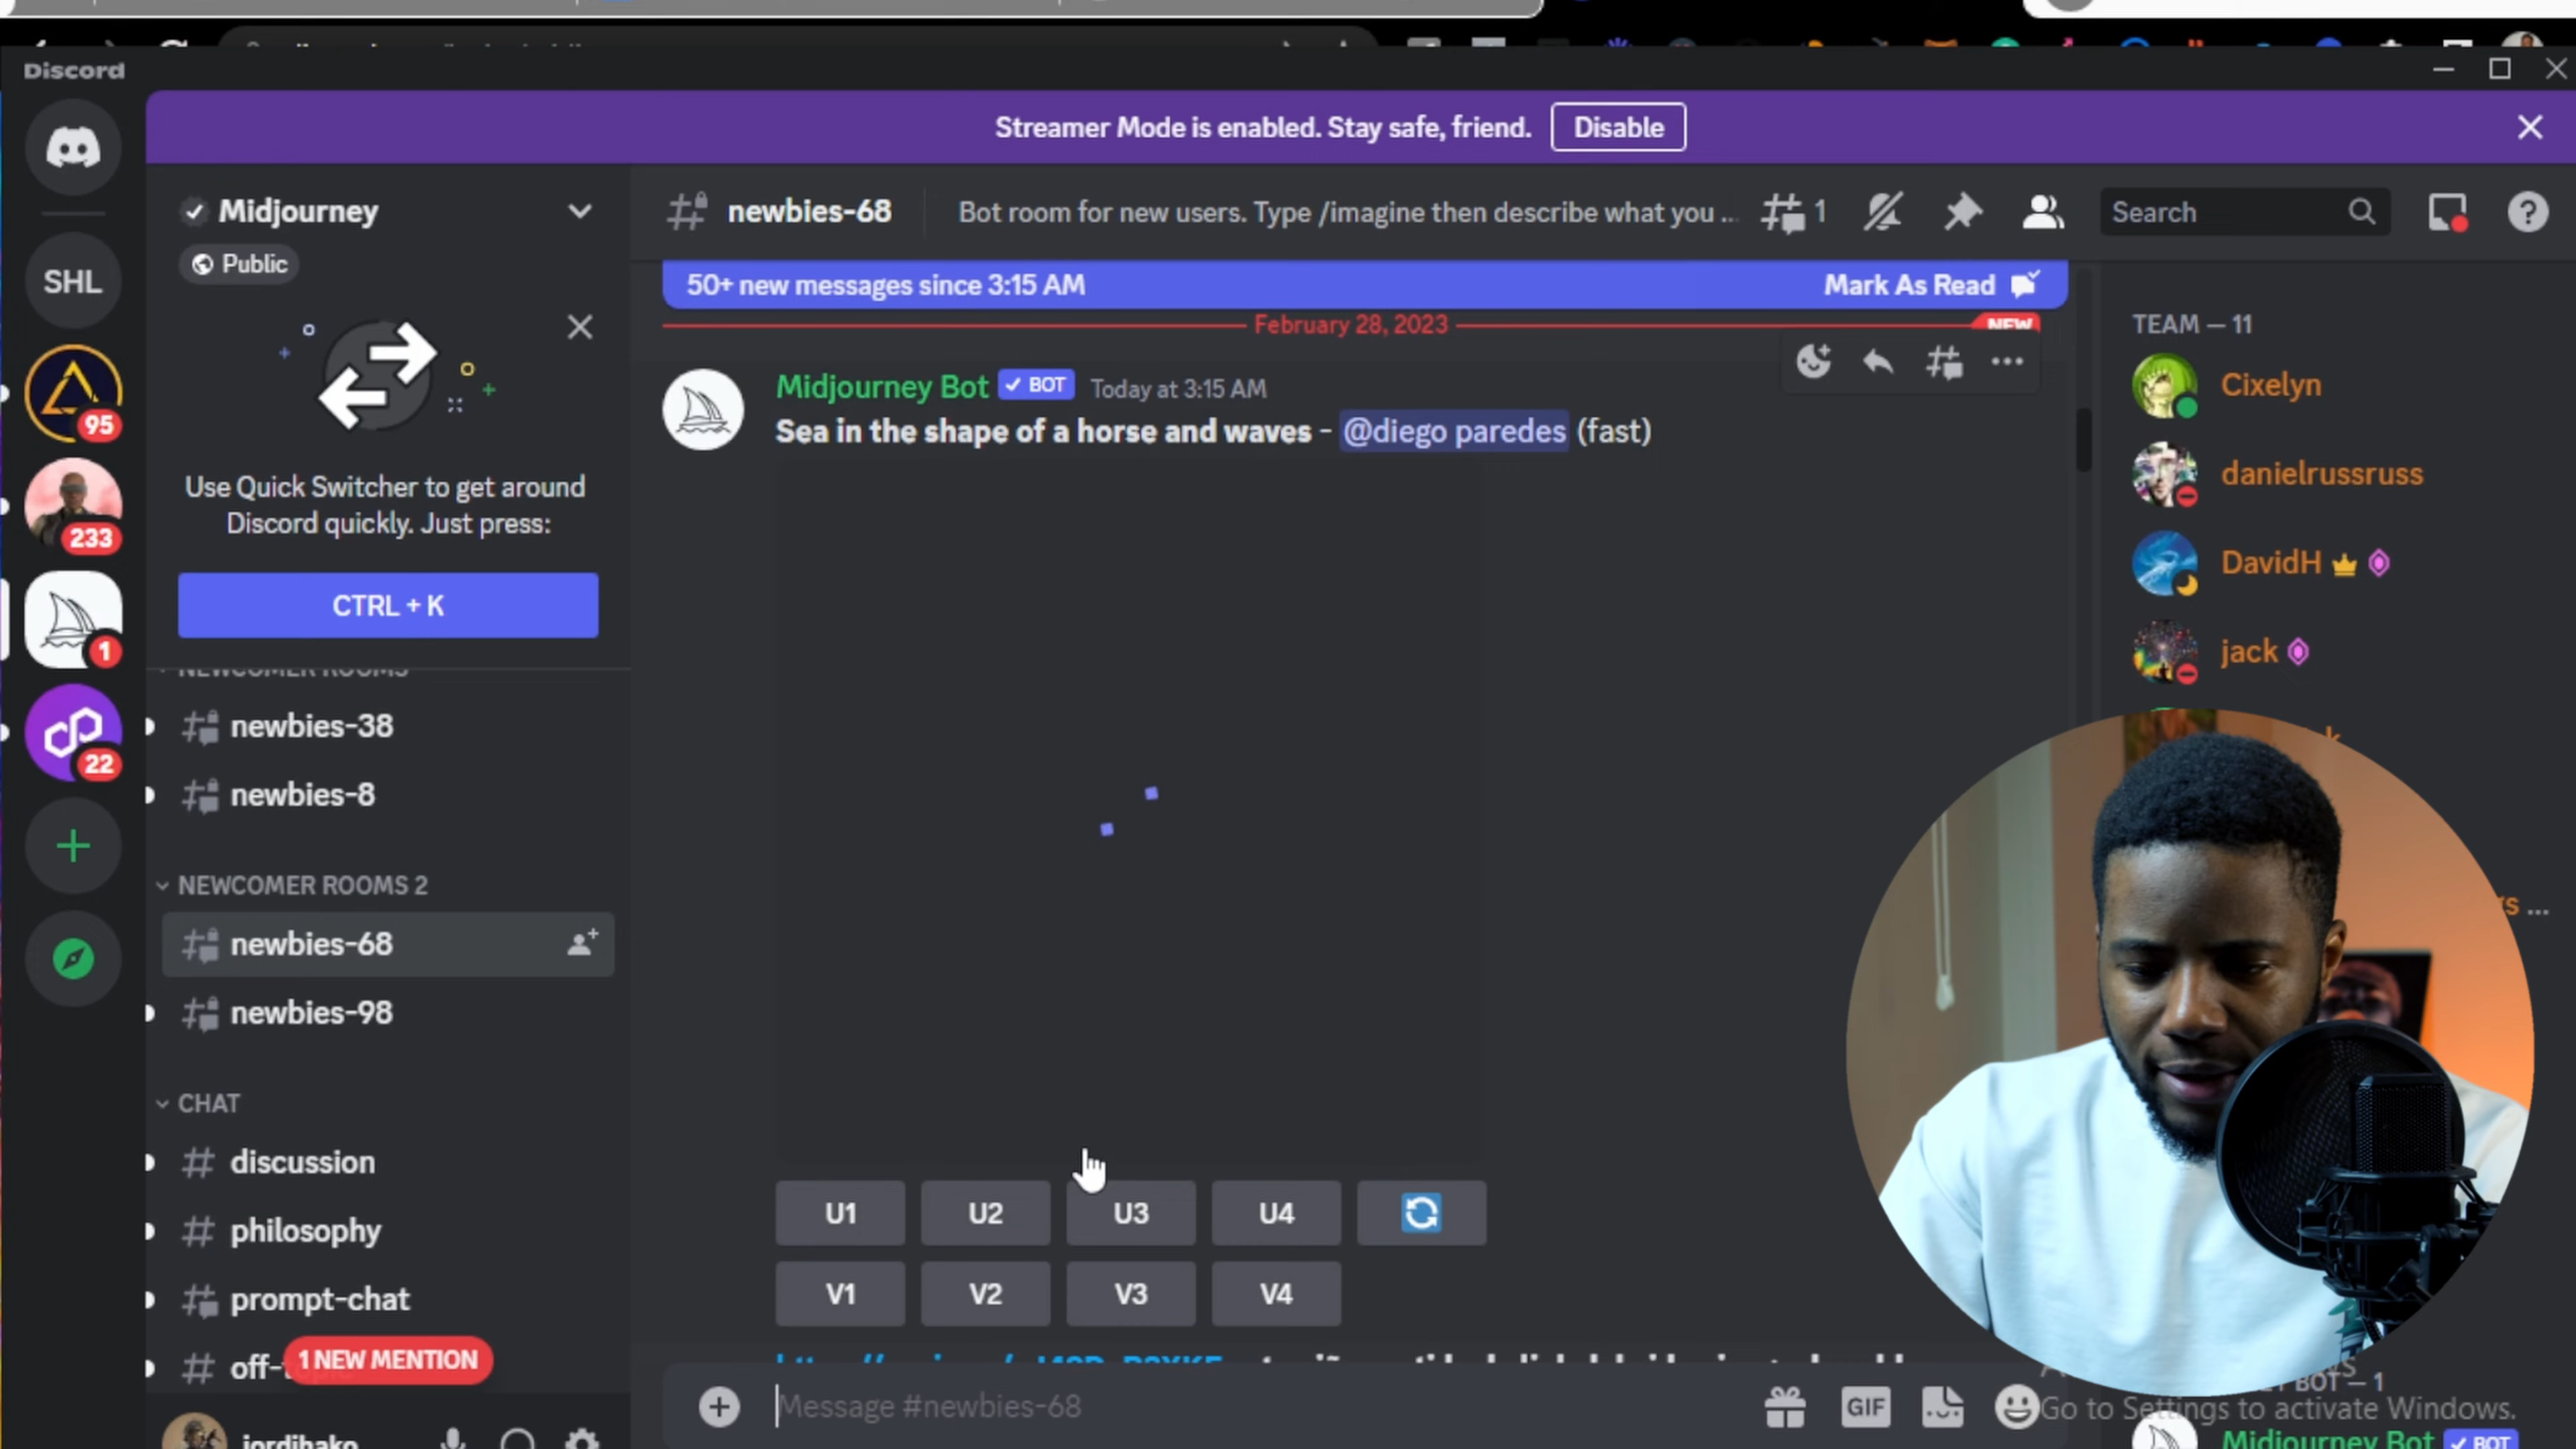 Discord
Streamer Mode is enabled. Stay safe, friend.
Disable
SHL
95
233
1
22
Midjourney
Public
Use Quick Switcher to get around
Discord quickly. Just press:
CTRL + K
NEWCOMER ROOMS
newbies-38
newbies-8
NEWCOMER ROOMS 2
newbies-68
newbies-98
CHAT
discussion
philosophy
prompt-chat
off-
1 NEW MENTION
jordihako
newbies-68
Bot room for new users. Type /imagine then describe what you ...
1
Search
50+ new messages since 3:15 AM
Mark As Read
February 28, 2023
NEW
Midjourney Bot BOT Today at 3:15 AM
Sea in the shape of a horse and waves - @diego paredes (fast)
U1 U2 U3 U4
V1 V2 V3 V4
Message #newbies-68
GIF
TEAM — 11
Cixelyn
danielrussruss
DavidH
jack
BOT — 1
Go to Settings to activate Windows.
Midjourney Bot BOT